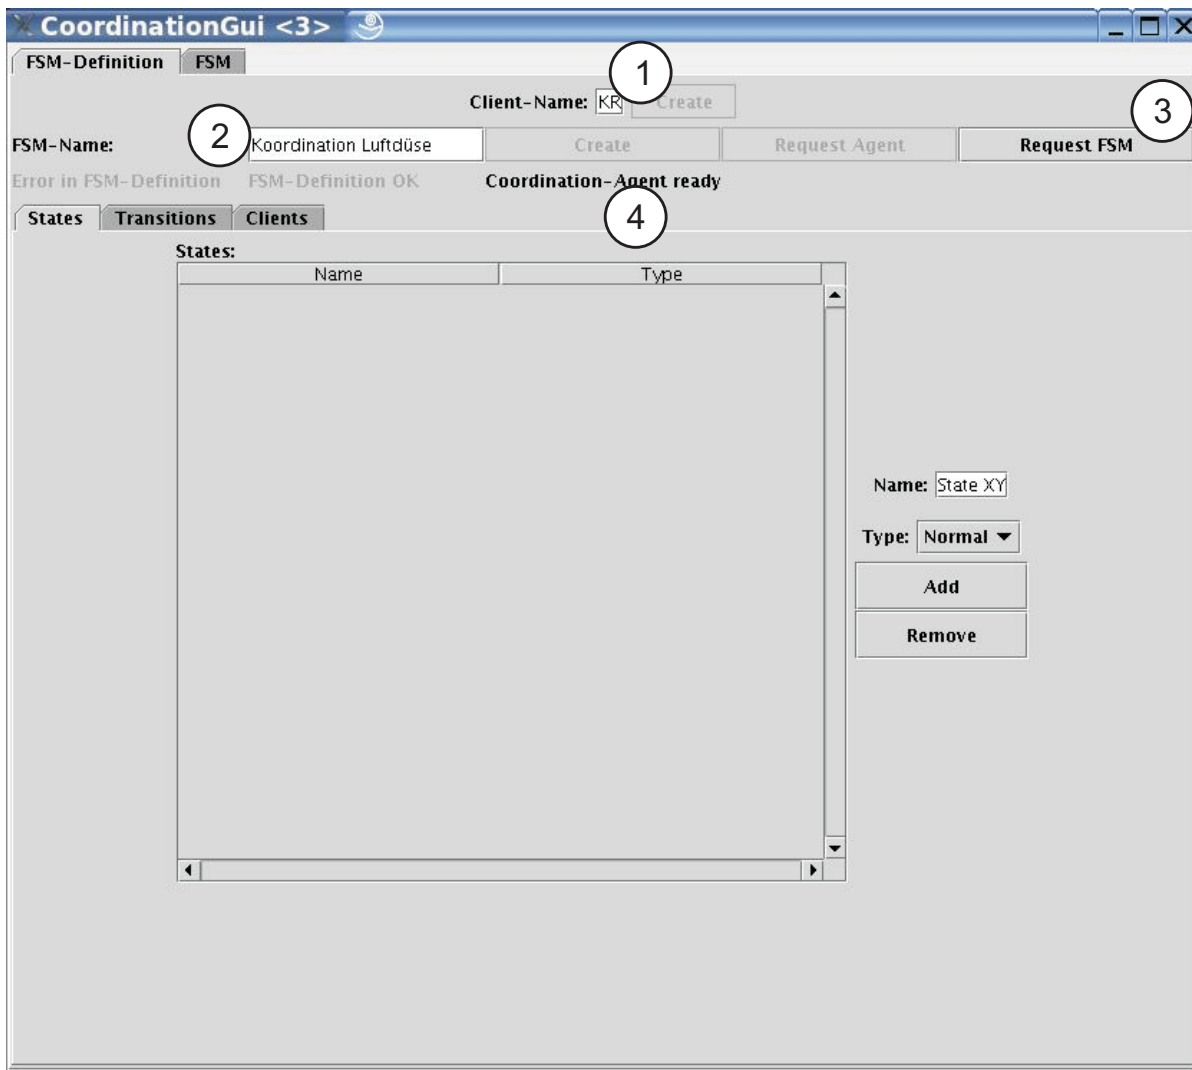 CoordinationGui <3>
FSM-Definition FSM
1
Client-Name: KR Create
3
2
FSM-Name: Koordination Luftdüse Create Request Agent Request FSM
Error in FSM-Definition FSM-Definition OK Coordination-Agent ready
4
States Transitions Clients
States:
Name Type
Name: State XY
Type: Normal
Add
Remove